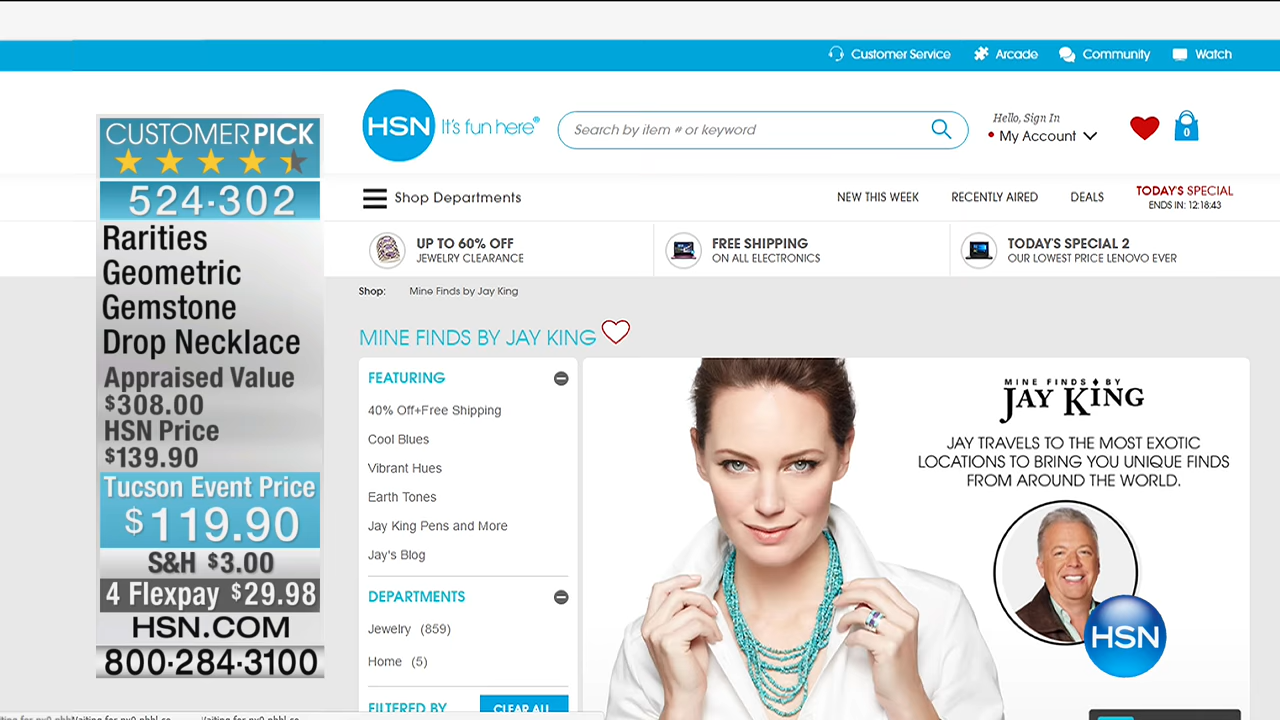 Customer Service
Arcade
Community
Watch
CUSTOMERPICK
524-302
Rarities
Geometric
Gemstone
Drop Necklace
Appraised Value
$308.00
HSN Price
$139.90
Tucson Event Price
$119.90
S&H $3.00
4 Flexpay $29.98
HSN.COM
800-284-3100
HSN It's fun here®
Search by item # or keyword
Hello, Sign In
My Account
0
Shop Departments
NEW THIS WEEK
RECENTLY AIRED
DEALS
TODAY'S SPECIAL
ENDS IN: 12:18:43
UP TO 60% OFF
JEWELRY CLEARANCE
FREE SHIPPING
ON ALL ELECTRONICS
TODAY'S SPECIAL 2
OUR LOWEST PRICE LENOVO EVER
Shop: Mine Finds by Jay King
MINE FINDS BY JAY KING
FEATURING
40% Off+Free Shipping
Cool Blues
Vibrant Hues
Earth Tones
Jay King Pens and More
Jay's Blog
DEPARTMENTS
Jewelry (859)
Home (5)
FILTERED BY
CLEAR ALL
MINE FINDS BY
JAY KING
JAY TRAVELS TO THE MOST EXOTIC
LOCATIONS TO BRING YOU UNIQUE FINDS
FROM AROUND THE WORLD.
HSN